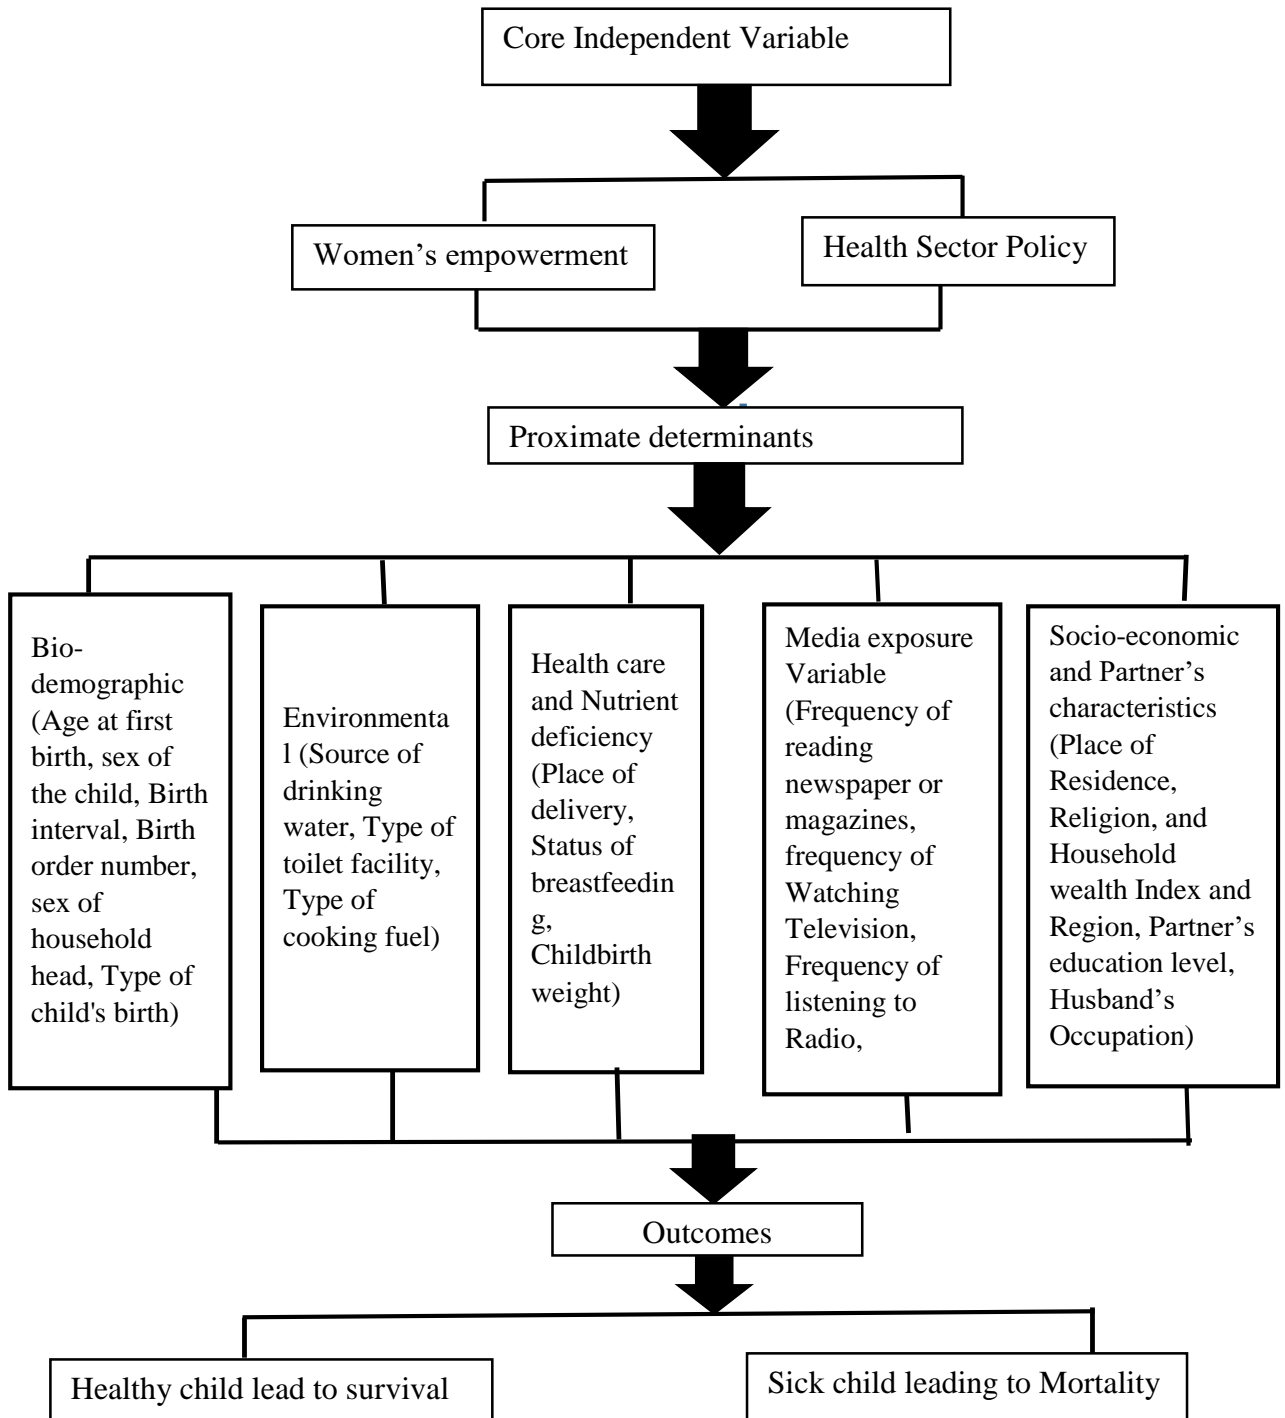 Core Independent Variable
Women’s empowerment
Health Sector Policy
Proximate determinants
Bio-
demographic
(Age at first
birth, sex of
the child, Birth
interval, Birth
order number,
sex of
household
head, Type of
child's birth)
Environmenta
l (Source of
drinking
water, Type of
toilet facility,
Type of
cooking fuel)
Health care
and Nutrient
deficiency
(Place of
delivery,
Status of
breastfeedin
g,
Childbirth
weight)
Media exposure
Variable
(Frequency of
reading
newspaper or
magazines,
frequency of
Watching
Television,
Frequency of
listening to
Radio,
Socio-economic
and Partner’s
characteristics
(Place of
Residence,
Religion, and
Household
wealth Index and
Region, Partner’s
education level,
Husband’s
Occupation)
Outcomes
Healthy child lead to survival
Sick child leading to Mortality